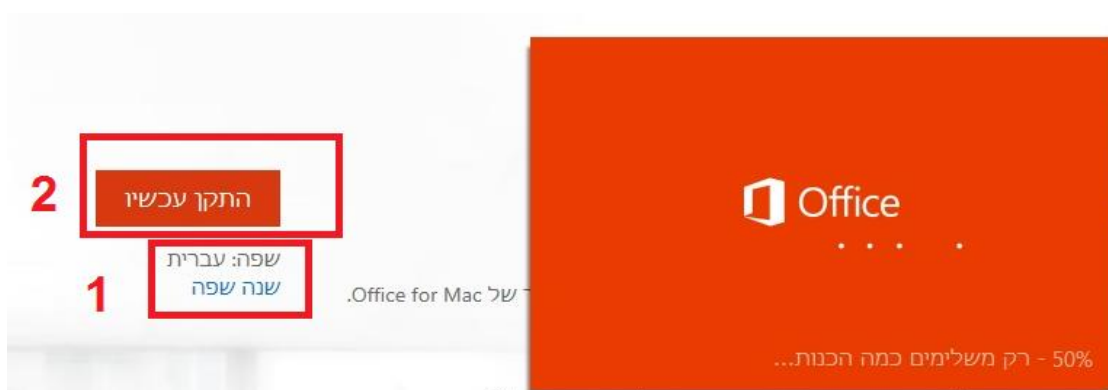 2
התקן עכשיו
1
שפה: עברית
שנה שפה
של Office for Mac.
Office
50% - רק משלימים כמה הכנות...